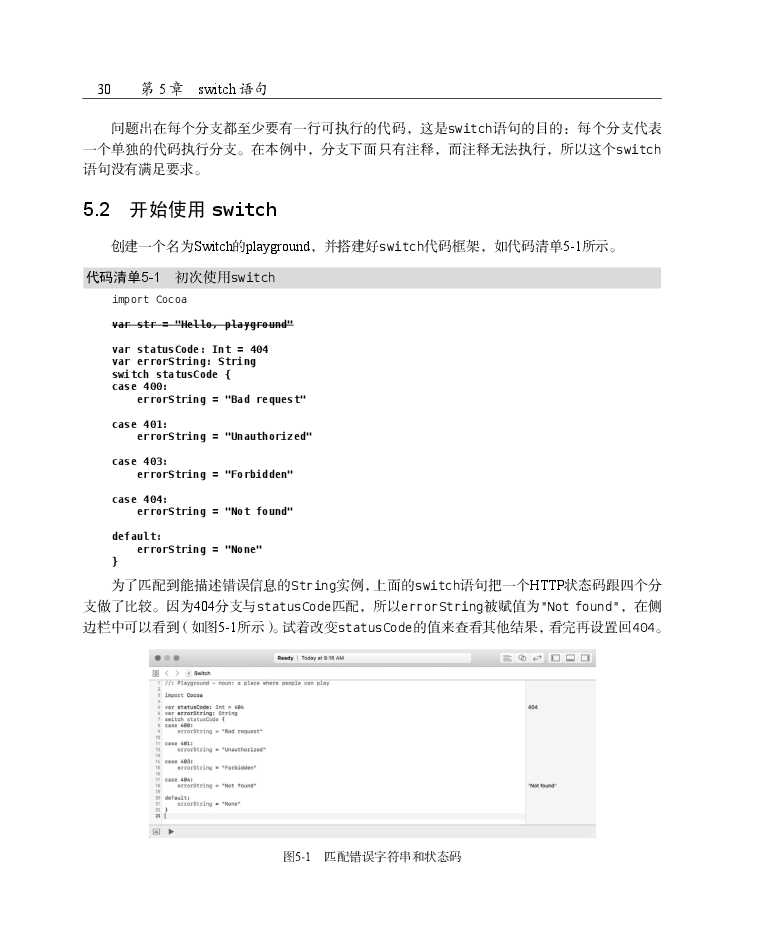 30 第 5 章 switch 语句
问题出在每个分支都至少要有一行可执行的代码，这是switch语句的目的：每个分支代表
一个单独的代码执行分支。在本例中，分支下面只有注释，而注释无法执行，所以这个switch
语句没有满足要求。
5.2 开始使用 switch
创建一个名为Switch的playground，并搭建好switch代码框架，如代码清单5-1所示。
代码清单5-1 初次使用switch
import Cocoa
var str = "Hello, playground"
var statusCode: Int = 404
var errorString: String
switch statusCode {
case 400:
errorString = "Bad request"
case 401:
errorString = "Unauthorized"
case 403:
errorString = "Forbidden"
case 404:
errorString = "Not found"
default:
errorString = "None"
}
为了匹配到能描述错误信息的String实例，上面的switch语句把一个HTTP状态码跟四个分
支做了比较。因为404分支与statusCode匹配，所以errorString被赋值为"Not found"，在侧
边栏中可以看到（如图5-1所示）。试着改变statusCode的值来查看其他结果，看完再设置回404。
Ready | Today at 9:16 AM
Switch
1 //: Playground - noun: a place where people can play
2
3 import Cocoa
4
5 var statusCode: Int = 404 404
6 var errorString: String
7 switch statusCode {
8 case 400:
9 errorString = "Bad request"
10
11 case 401:
12 errorString = "Unauthorized"
13
14 case 403:
15 errorString = "Forbidden"
16
17 case 404:
18 errorString = "Not found" "Not found"
19
20 default:
21 errorString = "None"
22 }
23
图5-1 匹配错误字符串和状态码